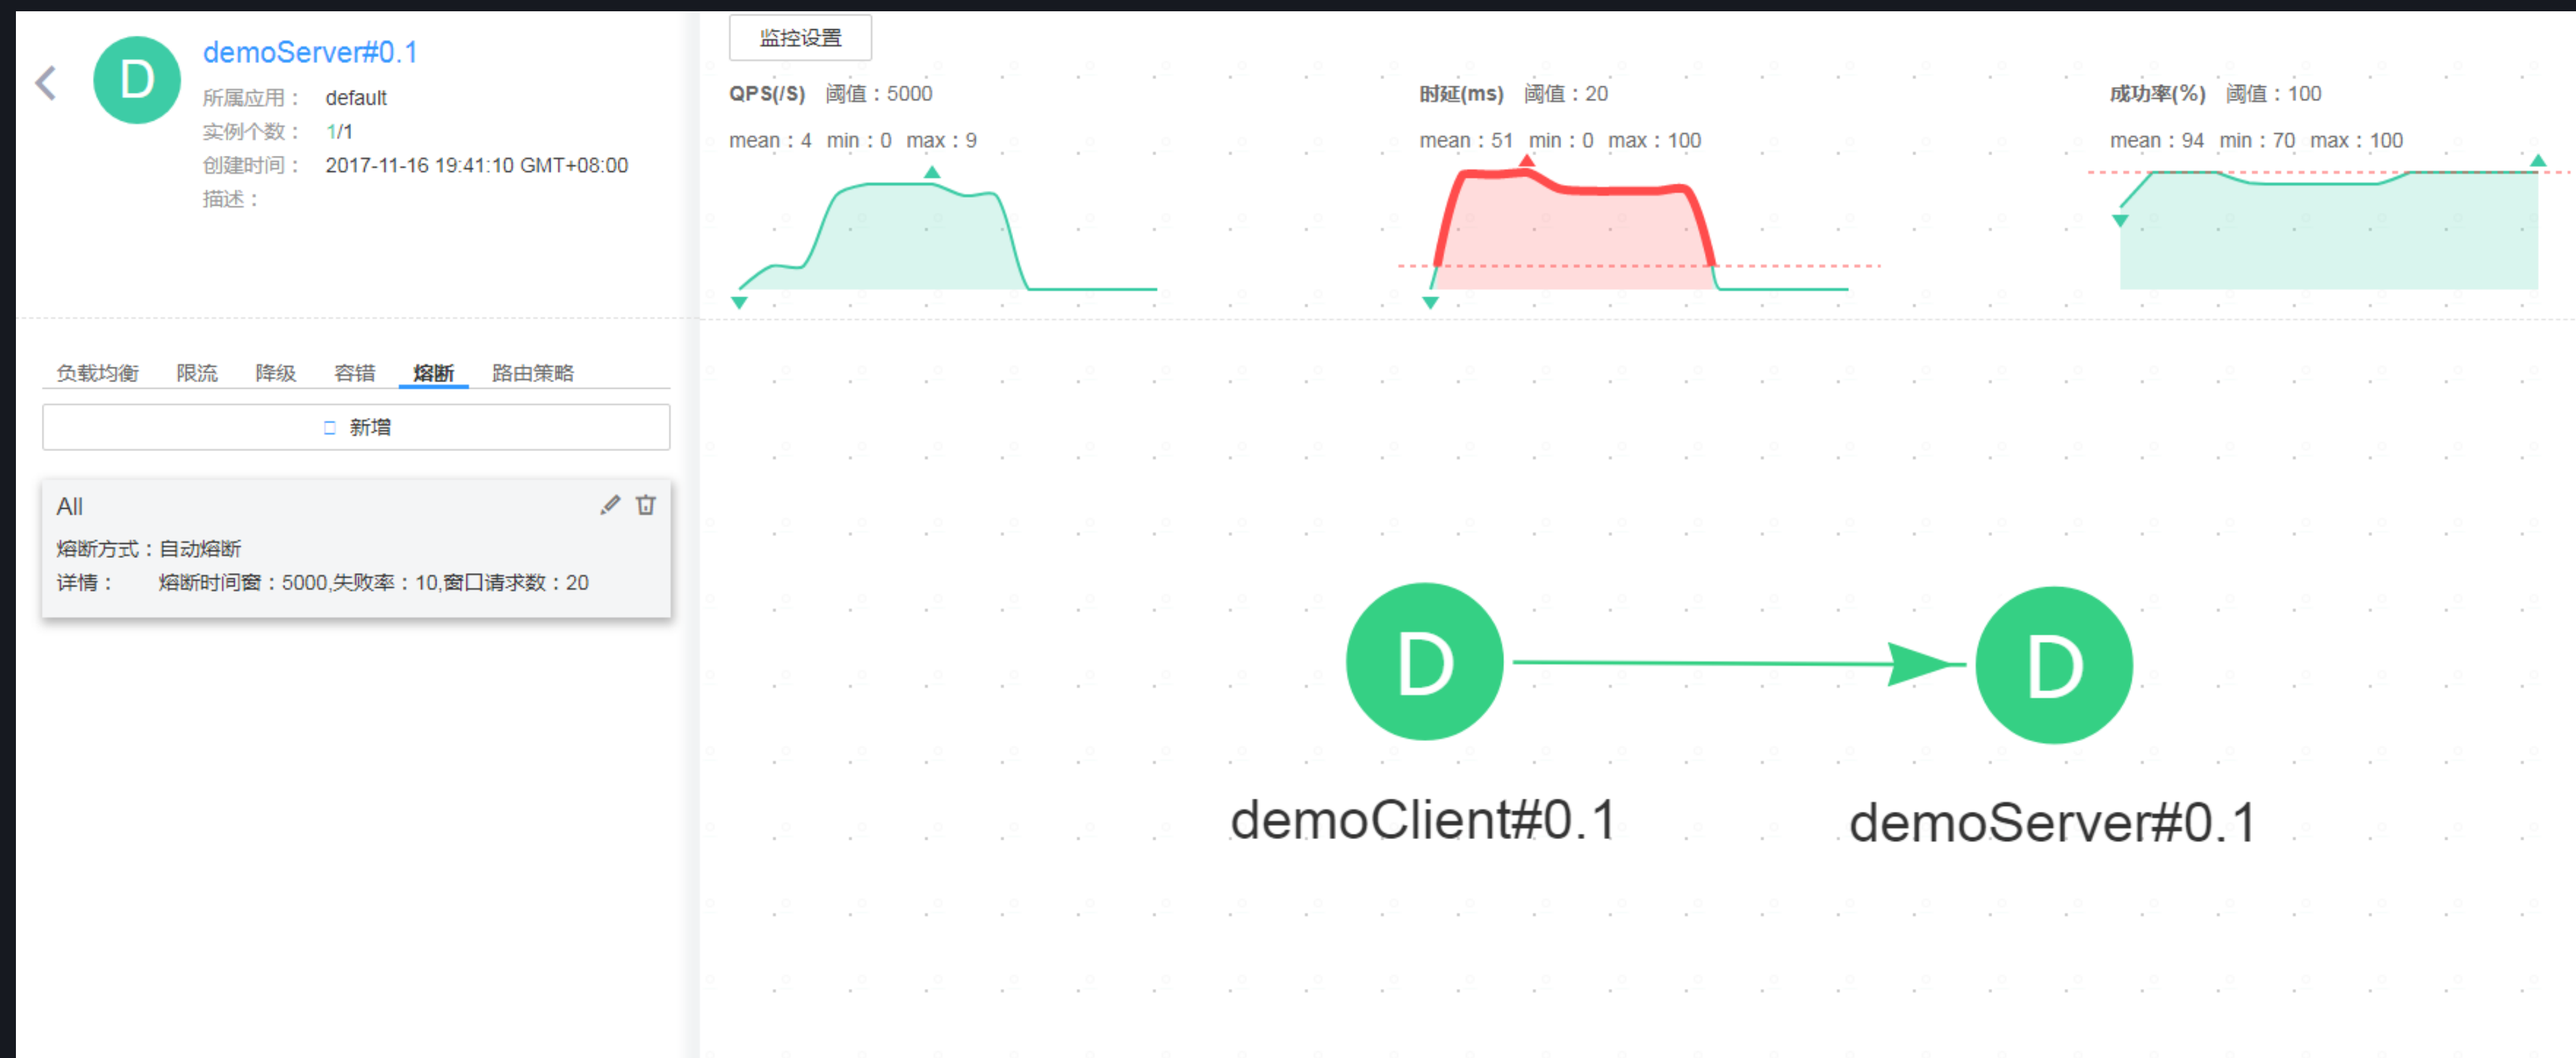 D
demoServer#0.1
所属应用： default
实例个数： 1/1
创建时间： 2017-11-16 19:41:10 GMT+08:00
描述：
监控设置
QPS(/S) 阈值：5000
mean：4 min：0 max：9
时延(ms) 阈值：20
mean：51 min：0 max：100
成功率(%) 阈值：100
mean：94 min：70 max：100
负载均衡 限流 降级 容错 熔断 路由策略
新增
All
熔断方式：自动熔断
详情： 熔断时间窗：5000,失败率：10,窗口请求数：20
D
D
demoClient#0.1
demoServer#0.1